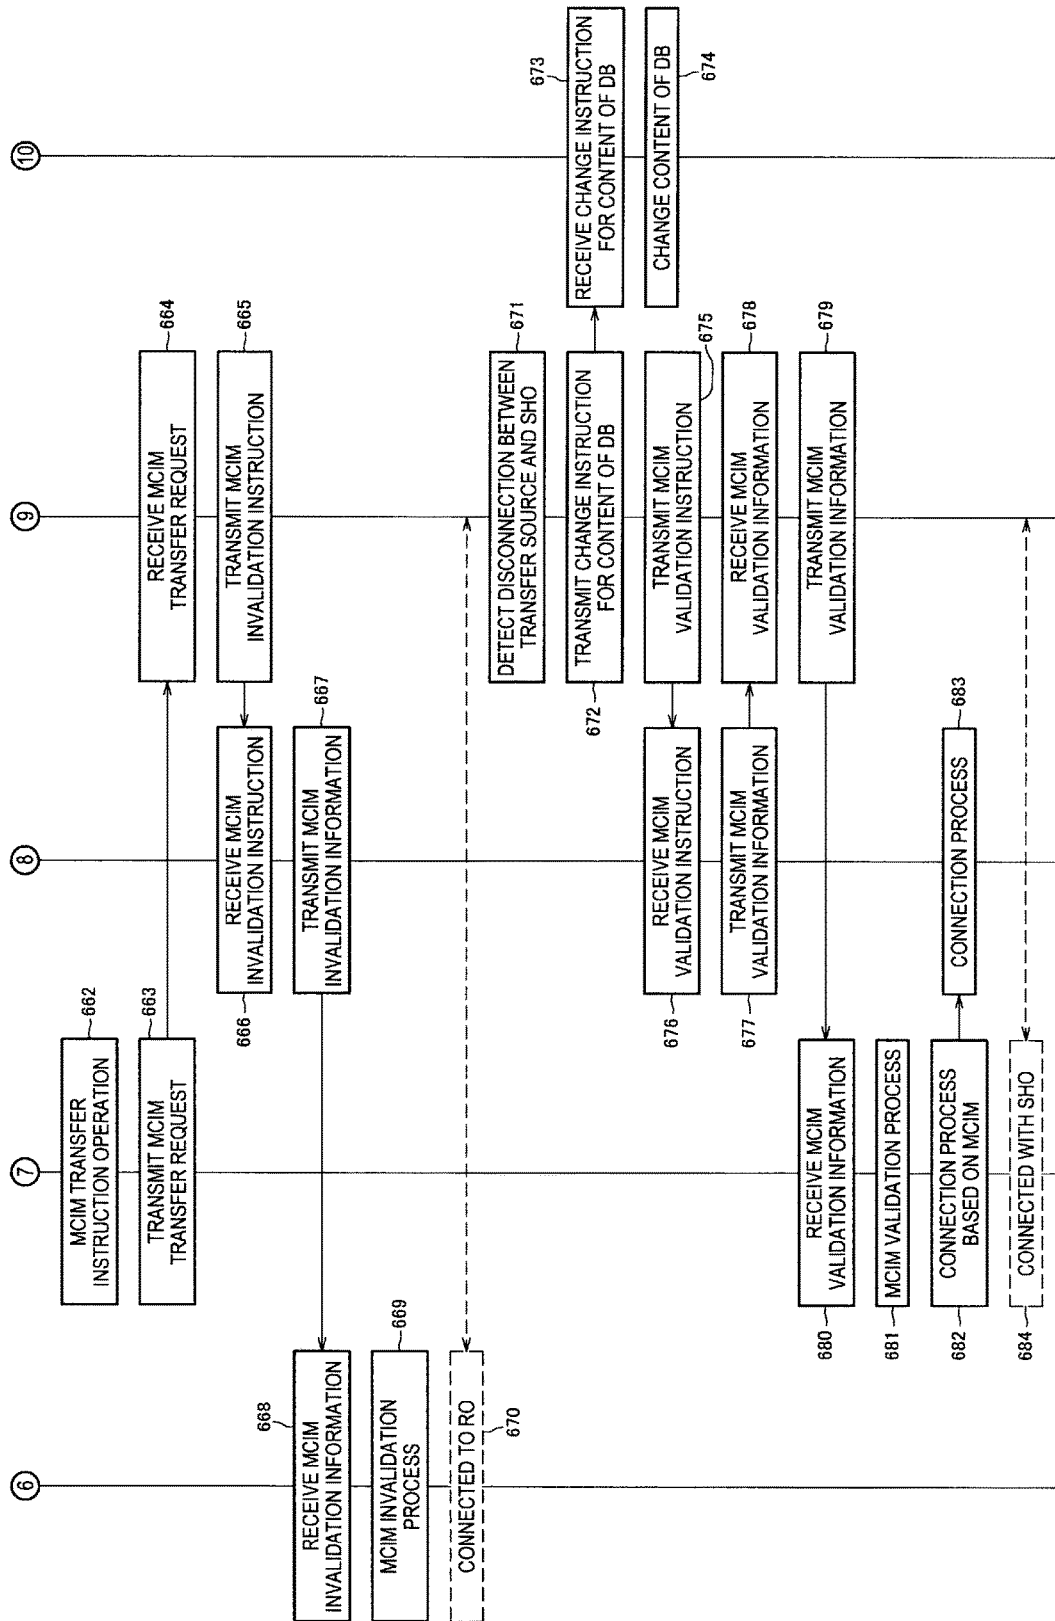 6
7
8
9
10
MCIM TRANSFER
INSTRUCTION OPERATION
662
TRANSMIT MCIM
TRANSFER REQUEST
663
RECEIVE MCIM
TRANSFER REQUEST
664
TRANSMIT MCIM
INVALIDATION INSTRUCTION
665
RECEIVE MCIM
INVALIDATION INSTRUCTION
666
TRANSMIT MCIM
INVALIDATION INFORMATION
667
RECEIVE MCIM
INVALIDATION INFORMATION
668
MCIM INVALIDATION
PROCESS
669
CONNECTED TO RO
670
DETECT DISCONNECTION BETWEEN
TRANSFER SOURCE AND SHO
671
TRANSMIT CHANGE INSTRUCTION
FOR CONTENT OF DB
672
RECEIVE CHANGE INSTRUCTION
FOR CONTENT OF DB
673
CHANGE CONTENT OF DB
674
TRANSMIT MCIM
VALIDATION INSTRUCTION
675
RECEIVE MCIM
VALIDATION INSTRUCTION
676
TRANSMIT MCIM
VALIDATION INFORMATION
677
RECEIVE MCIM
VALIDATION INFORMATION
678
TRANSMIT MCIM
VALIDATION INFORMATION
679
RECEIVE MCIM
VALIDATION INFORMATION
680
MCIM VALIDATION PROCESS
681
CONNECTION PROCESS
BASED ON MCIM
682
CONNECTION PROCESS
683
CONNECTED WITH SHO
684